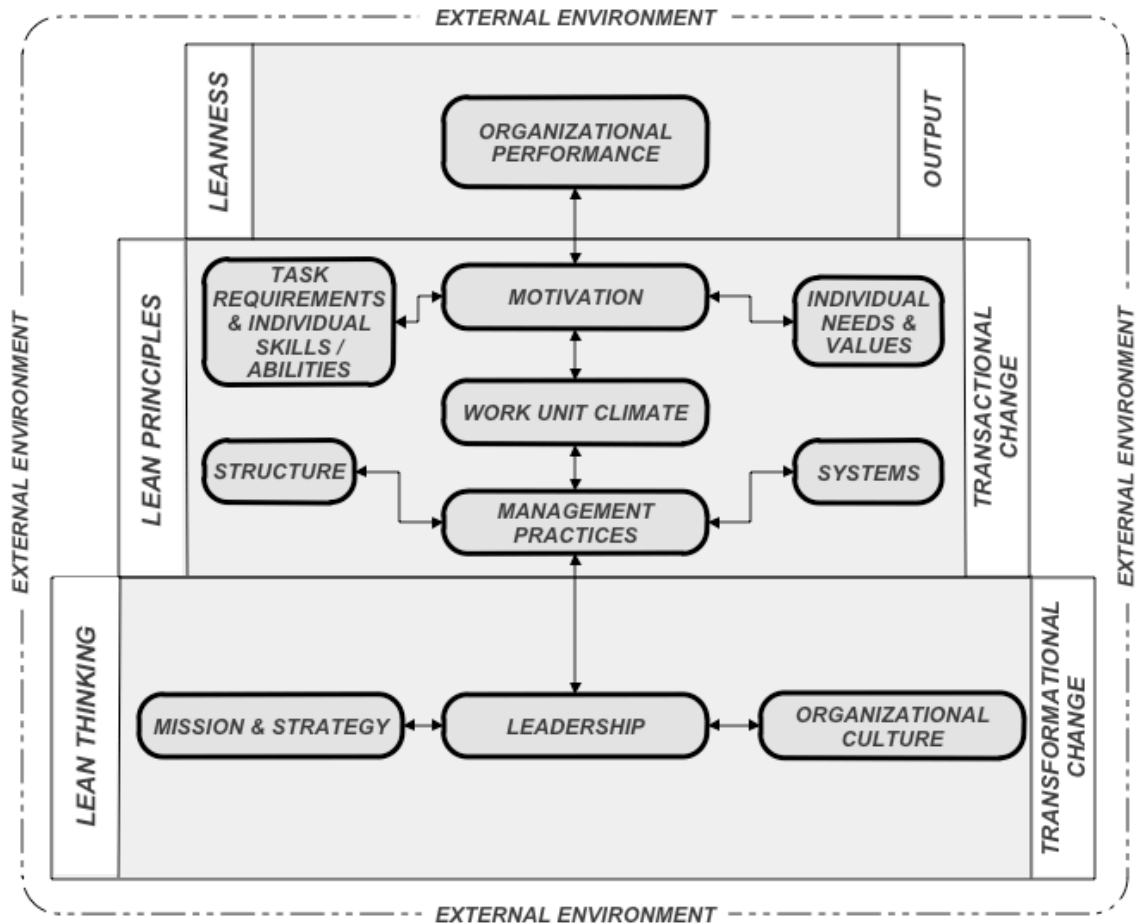 EXTERNAL ENVIRONMENT
LEANNESS
ORGANIZATIONAL
PERFORMANCE
OUTPUT
EXTERNAL ENVIRONMENT
LEAN PRINCIPLES
TASK
REQUIREMENTS
& INDIVIDUAL
SKILLS /
ABILITIES
MOTIVATION
INDIVIDUAL
NEEDS &
VALUES
WORK UNIT CLIMATE
STRUCTURE
SYSTEMS
MANAGEMENT
PRACTICES
TRANSACTIONAL
CHANGE
EXTERNAL ENVIRONMENT
LEAN THINKING
MISSION & STRATEGY
LEADERSHIP
ORGANIZATIONAL
CULTURE
TRANSFORMATIONAL
CHANGE
EXTERNAL ENVIRONMENT